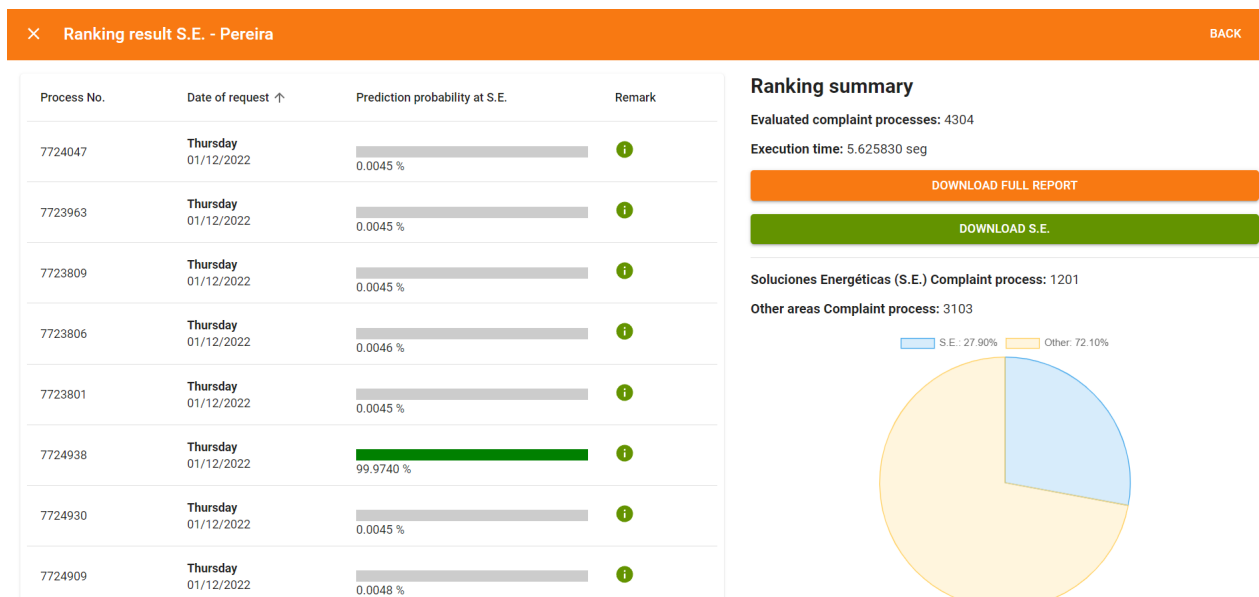 Ranking result S.E. - Pereira
BACK
Process No. Date of request ↑ Prediction probability at S.E. Remark
7724047 Thursday 01/12/2022 0.0045 %
7723963 Thursday 01/12/2022 0.0045 %
7723809 Thursday 01/12/2022 0.0045 %
7723806 Thursday 01/12/2022 0.0046 %
7723801 Thursday 01/12/2022 0.0045 %
7724938 Thursday 01/12/2022 99.9740 %
7724930 Thursday 01/12/2022 0.0045 %
7724909 Thursday 01/12/2022 0.0048 %
Ranking summary
Evaluated complaint processes: 4304
Execution time: 5.625830 seg
DOWNLOAD FULL REPORT
DOWNLOAD S.E.
Soluciones Energéticas (S.E.) Complaint process: 1201
Other areas Complaint process: 3103
S.E.: 27.90% Other: 72.10%